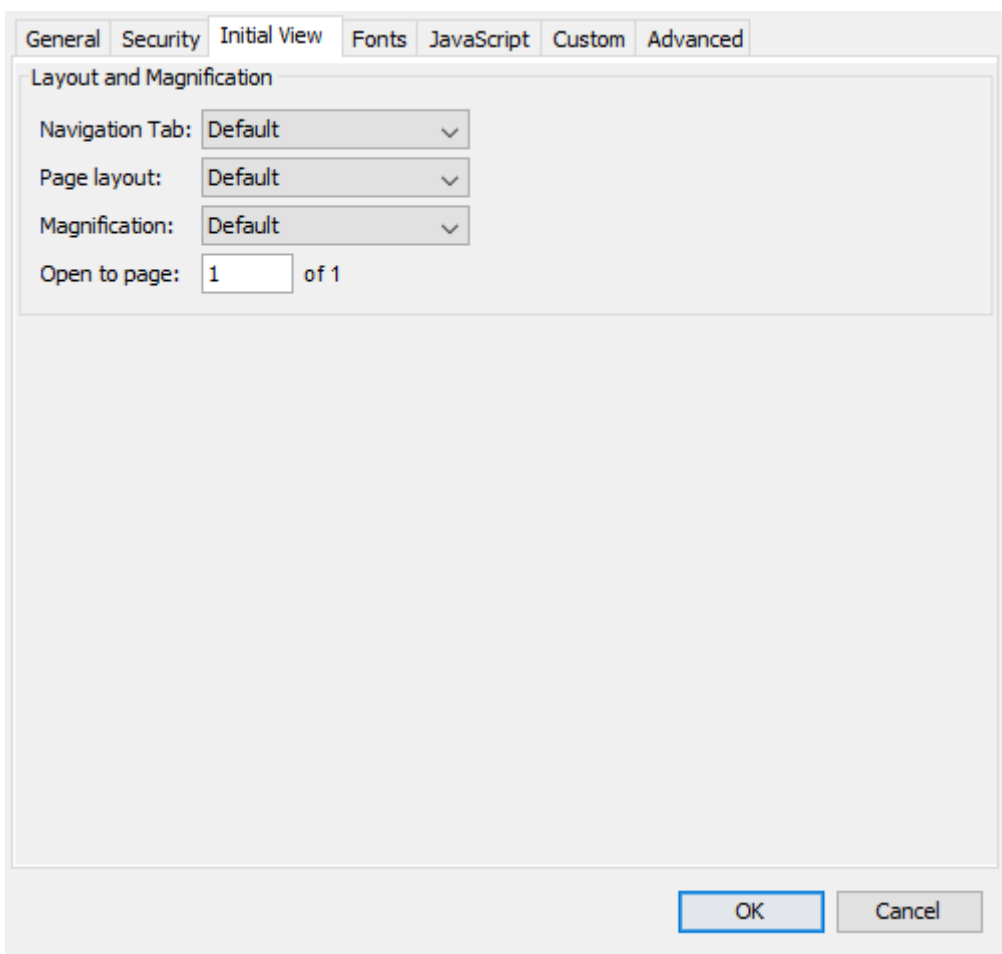 General Security Initial View Fonts JavaScript Custom Advanced
Layout and Magnification
Navigation Tab: Default
Page layout: Default
Magnification: Default
Open to page: 1 of 1
OK Cancel